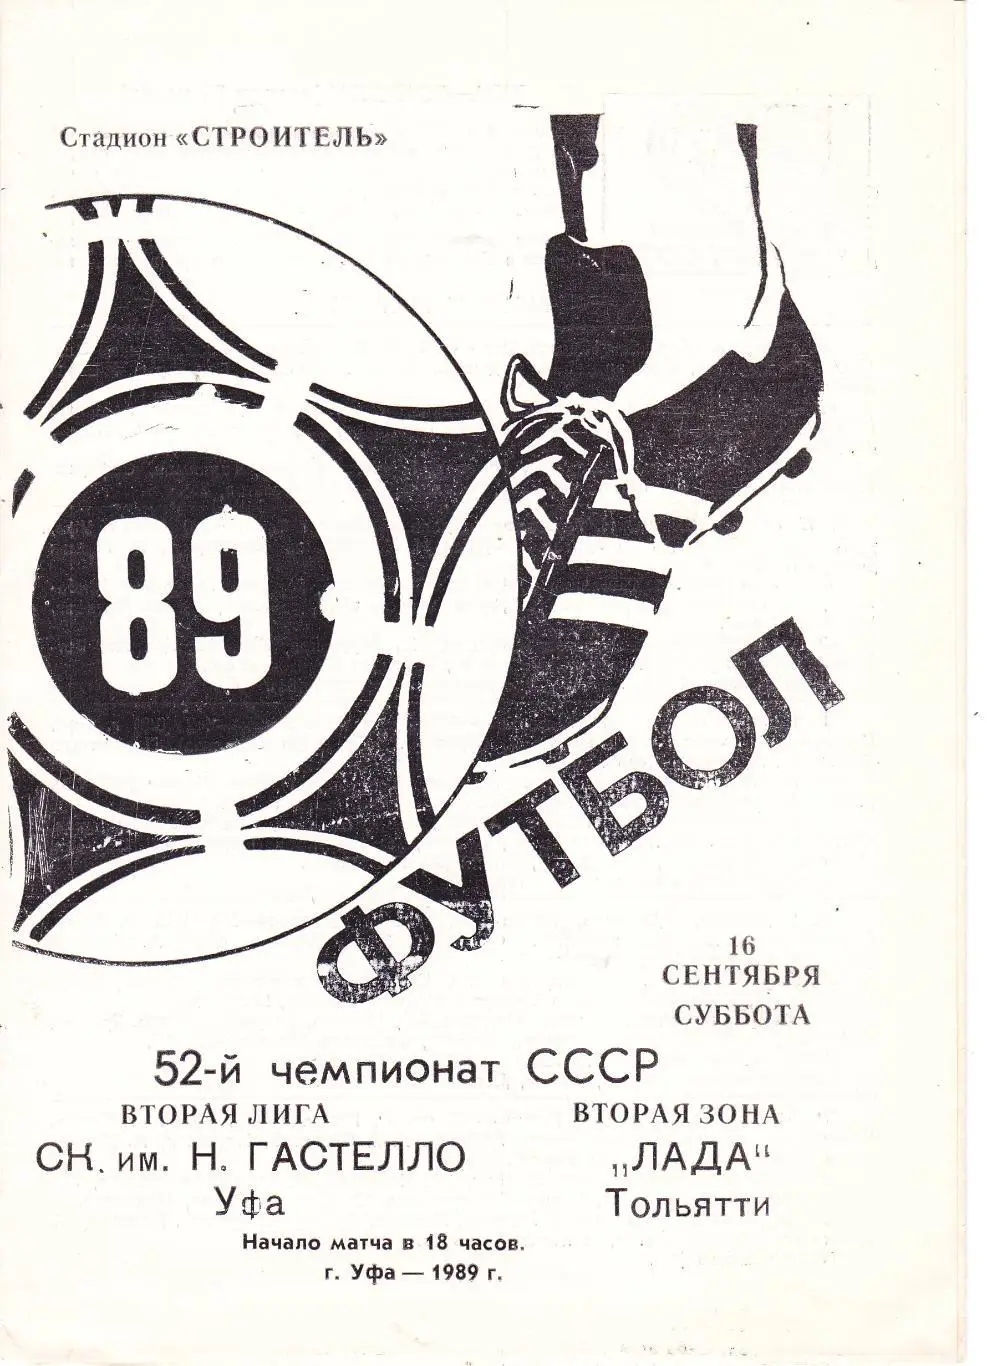 Стадион «СТРОИТЕЛЬ»
89
ФУТБОЛ
16
СЕНТЯБРЯ
СУББОТА
52-й чемпионат СССР
ВТОРАЯ ЛИГА ВТОРАЯ ЗОНА
СК. им. Н. ГАСТЕЛЛО „ЛАДА“
Уфа Тольятти
Начало матча в 18 часов.
г. Уфа — 1989 г.